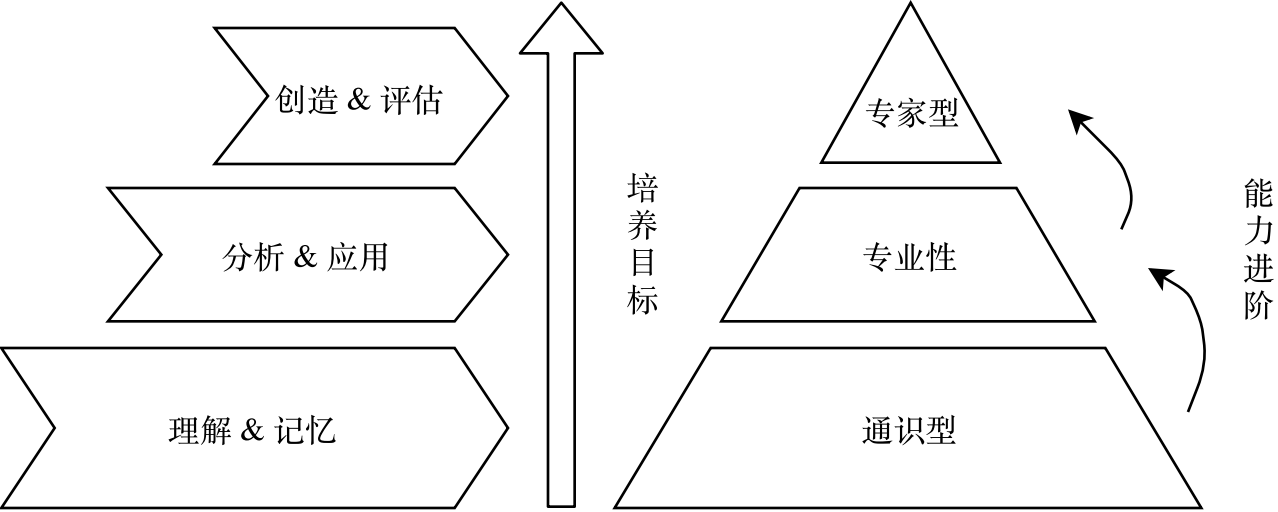 创造 & 评估
分析 & 应用
理解 & 记忆
培养目标
专家型
专业性
通识型
能力进阶